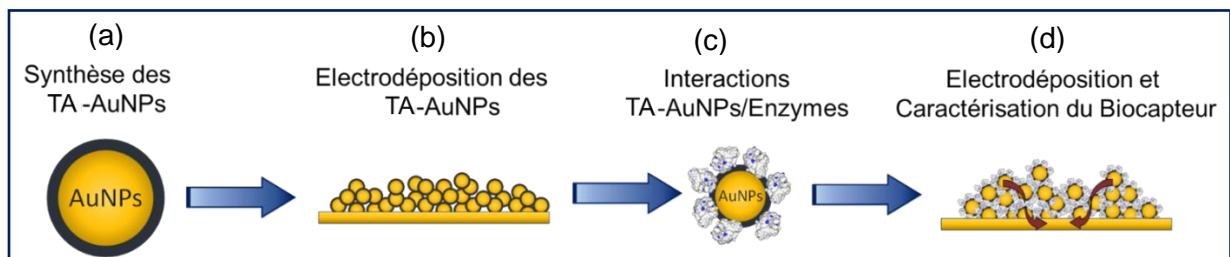 (a)
Synthèse des
TA -AuNPs
AuNPs
(b)
Electrodéposition des
TA-AuNPs
(c)
Interactions
TA-AuNPs/Enzymes
AuNPs
(d)
Electrodéposition et
Caractérisation du Biocapteur